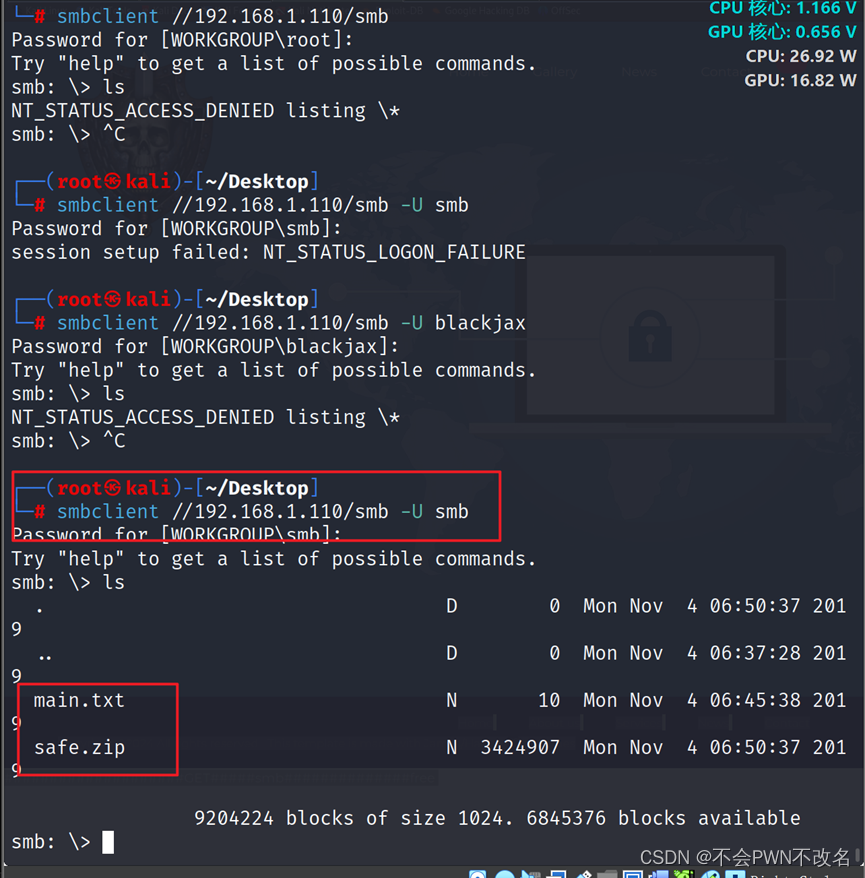 └─# smbclient //192.168.1.110/smb
CPU 核心: 1.166 V
Password for [WORKGROUP\root]:
GPU 核心: 0.656 V
Try "help" to get a list of possible commands.
CPU: 26.92 W
smb: \> ls
GPU: 16.82 W
NT_STATUS_ACCESS_DENIED listing \*
smb: \> ^C
┌──(root㉿kali)-[~/Desktop]
└─# smbclient //192.168.1.110/smb -U smb
Password for [WORKGROUP\smb]:
session setup failed: NT_STATUS_LOGON_FAILURE
┌──(root㉿kali)-[~/Desktop]
└─# smbclient //192.168.1.110/smb -U blackjax
Password for [WORKGROUP\blackjax]:
Try "help" to get a list of possible commands.
smb: \> ls
NT_STATUS_ACCESS_DENIED listing \*
smb: \> ^C
┌──(root㉿kali)-[~/Desktop]
└─# smbclient //192.168.1.110/smb -U smb
Password for [WORKGROUP\smb]:
Try "help" to get a list of possible commands.
smb: \> ls
. D 0 Mon Nov 4 06:50:37 201
9
.. D 0 Mon Nov 4 06:37:28 201
9
main.txt N 10 Mon Nov 4 06:45:38 201
9
safe.zip N 3424907 Mon Nov 4 06:50:37 201
9
9204224 blocks of size 1024. 6845376 blocks available
smb: \>
CSDN @不会PWN不改名